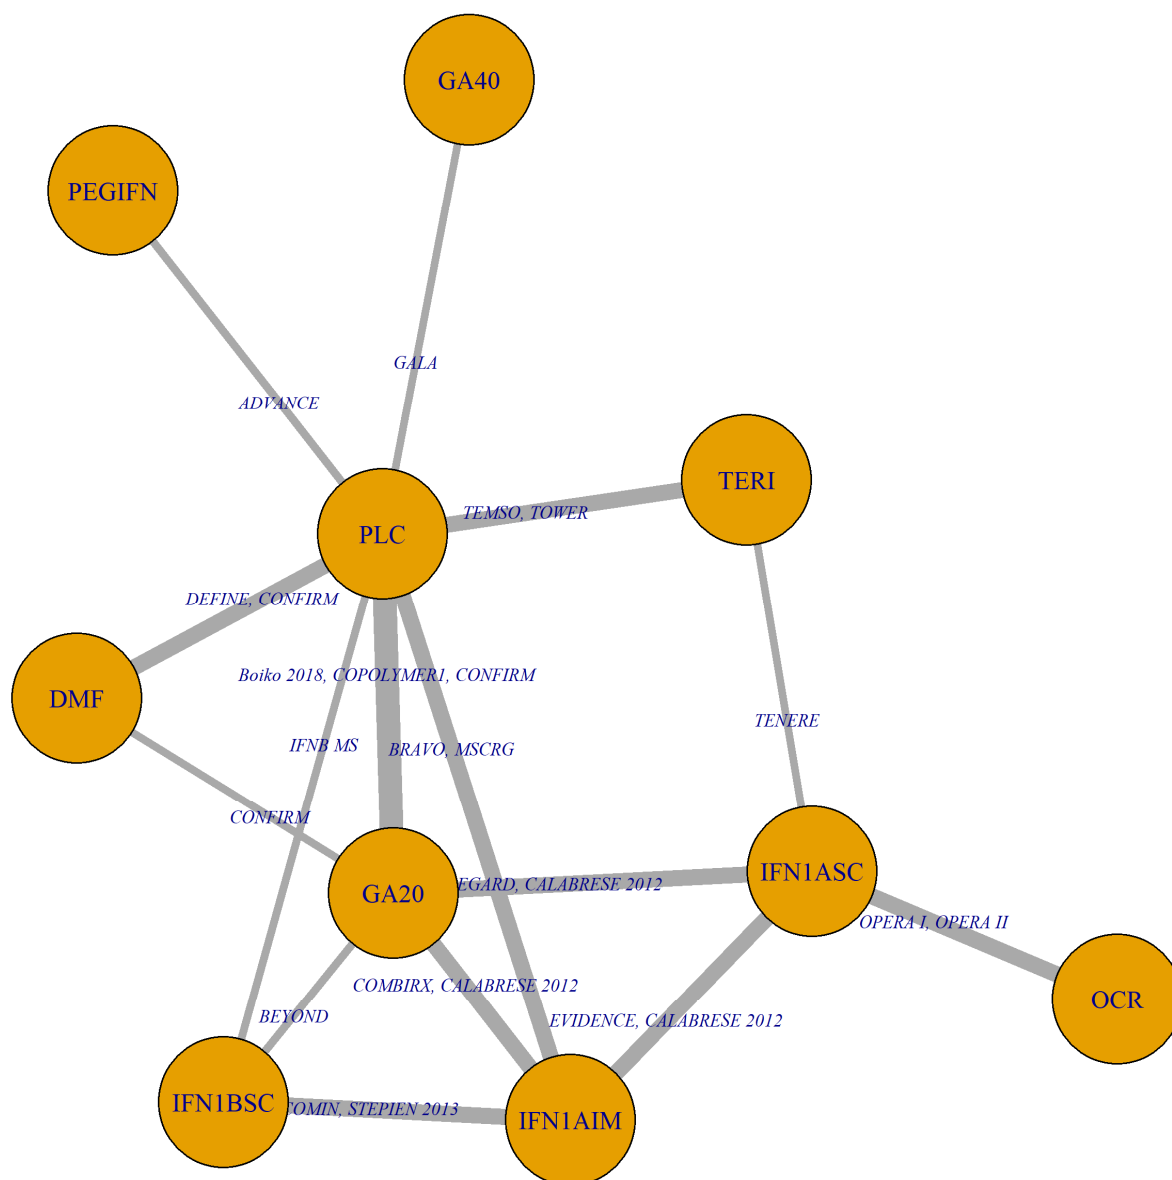 GA40
PEGIFN
GALA
ADVANCE
TERI
TEMSO, TOWER
PLC
DEFINE, CONFIRM
Boiko 2018, COPOLYMER1, CONFIRM
DMF
TENERE
IFNB MS
BRAVO, MSCRG
CONFIRM
IFN1ASC
EGARD, CALABRESE 2012
GA20
OPERA I, OPERA II
COMBIRX, CALABRESE 2012
OCR
BEYOND
EVIDENCE, CALABRESE 2012
IFN1BSC
COMIN, STEPIEN 2013
IFN1AIM